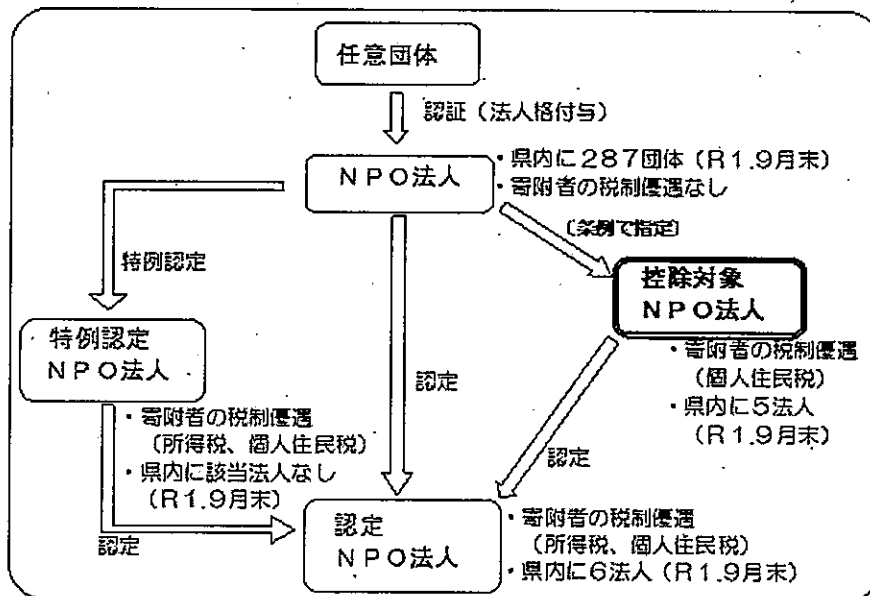 任意団体
認証（法人格付与）
NPO法人
・県内に287団体（R1.9月末）
・寄附者の税制優遇なし
〔条例で指定〕
特例認定
控除対象
NPO法人
特例認定
NPO法人
認定
・寄附者の税制優遇
（個人住民税）
・県内に5法人
（R1.9月末）
・寄附者の税制優遇
（所得税、個人住民税）
・県内に該当法人なし
（R1.9月末）
認定
認定
認定
NPO法人
・寄附者の税制優遇
（所得税、個人住民税）
・県内に6法人（R1.9月末）